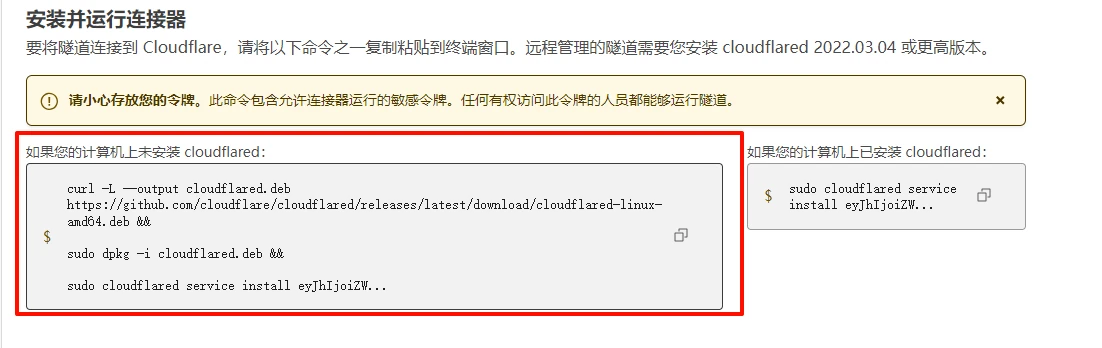 安装并运行连接器
要将隧道连接到 Cloudflare，请将以下命令之一复制粘贴到终端窗口。远程管理的隧道需要您安装 cloudflared 2022.03.04 或更高版本。
请小心存放您的令牌。此命令包含允许连接器运行的敏感令牌。任何有权访问此令牌的人员都能够运行隧道。
如果您的计算机上未安装 cloudflared：
$
curl -L --output cloudflared.deb
https://github.com/cloudflare/cloudflared/releases/latest/download/cloudflared-linux-
amd64.deb &&
sudo dpkg -i cloudflared.deb &&
sudo cloudflared service install eyJhIjoiZW...
如果您的计算机上已安装 cloudflared：
$
sudo cloudflared service
install eyJhIjoiZW...